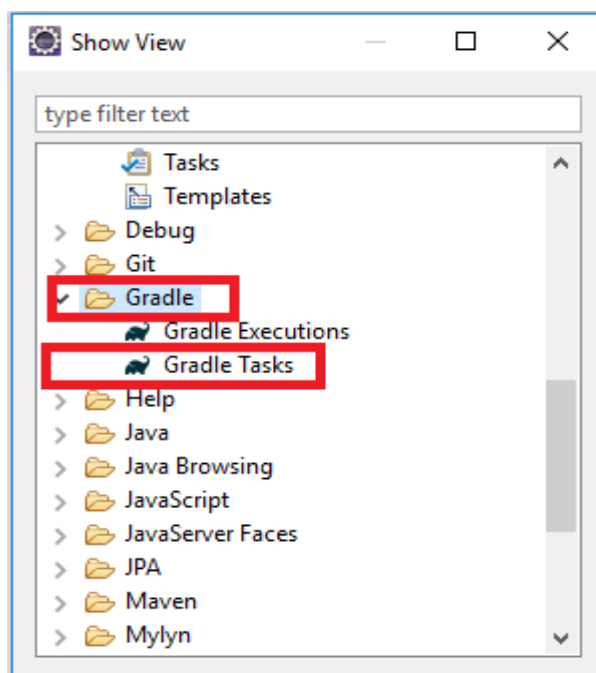 Show View
type filter text
Tasks
Templates
Debug
Git
Gradle
Gradle Executions
Gradle Tasks
Help
Java
Java Browsing
JavaScript
JavaServer Faces
JPA
Maven
Mylyn